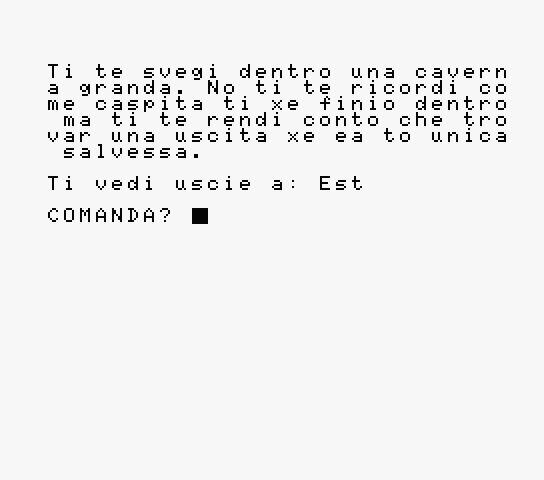 Ti te svegi dentro una cavern
a granda. No ti te ricordi co
me caspita ti xe finio dentro
 ma ti te rendi conto che tro
var una uscita xe ea to unica
 salvessa.
Ti vedi uscie a: Est
COMANDA?